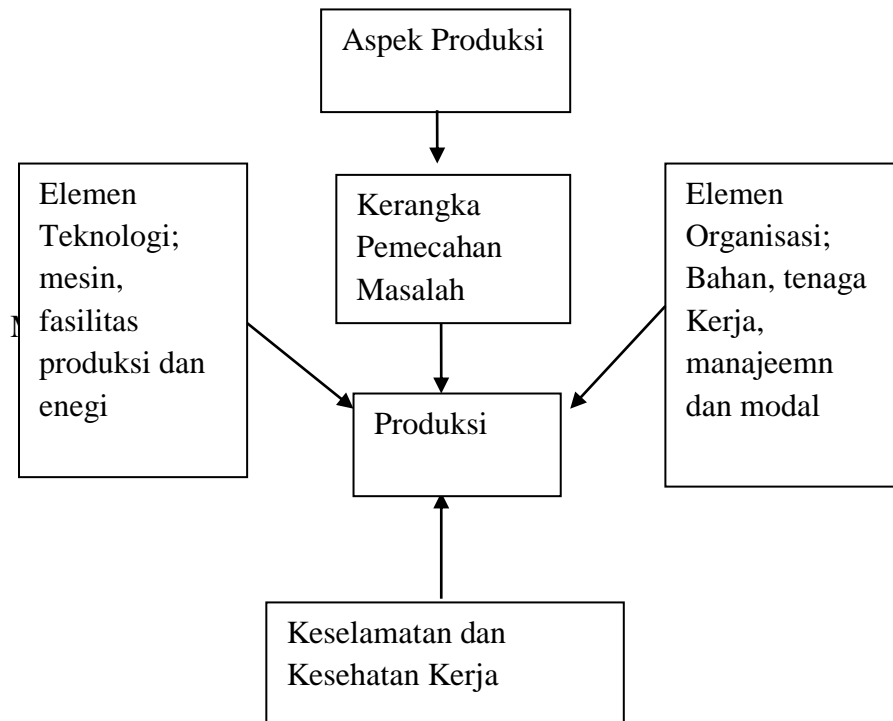 Aspek Produksi
Elemen
Teknologi;
mesin,
fasilitas
produksi dan
enegi
Kerangka
Pemecahan
Masalah
Elemen
Organisasi;
Bahan, tenaga
Kerja,
manajeemn
dan modal
Produksi
Keselamatan dan
Kesehatan Kerja